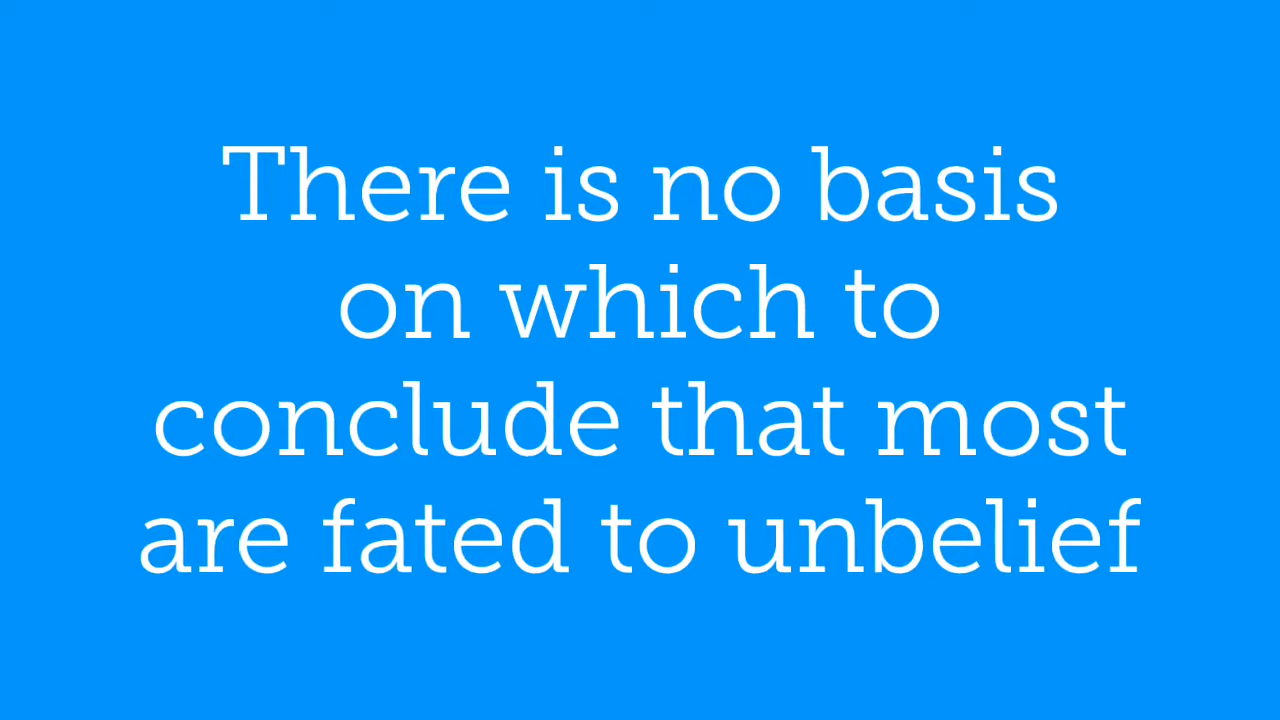 There is no basis
on which to
conclude that most
are fated to unbelief